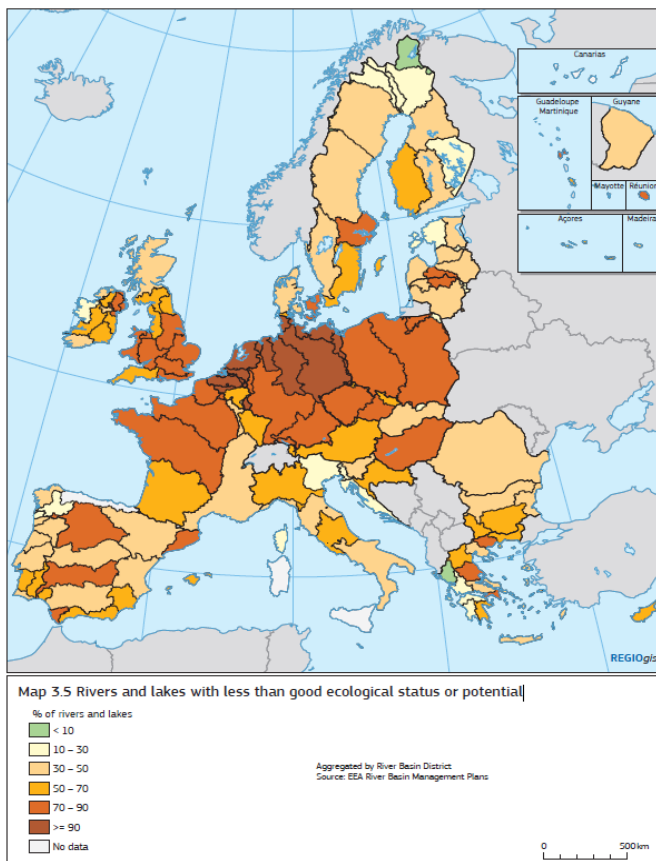 Canarias
Guadeloupe
Martinique
Guyane
Mayotte
Réunion
Açores
Madeira
REGIOgis
Map 3.5 Rivers and lakes with less than good ecological status or potential
% of rivers and lakes
< 10
10 – 30
30 – 50
50 – 70
70 – 90
>= 90
No data
Aggregated by River Basin District
Source: EEA River Basin Management Plans
0 500 km